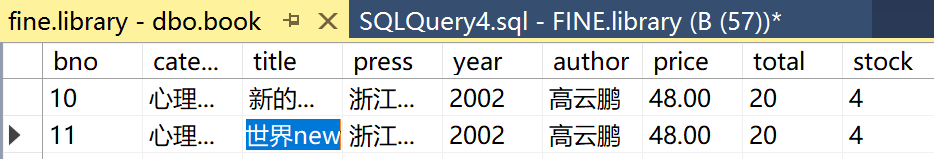 fine.library - dbo.book SQLQuery4.sql - FINE.library (B (57))*
bno cate... title press year author price total stock
10 心理... 新的... 浙江... 2002 高云鹏 48.00 20 4
11 心理... 世界new 浙江... 2002 高云鹏 48.00 20 4